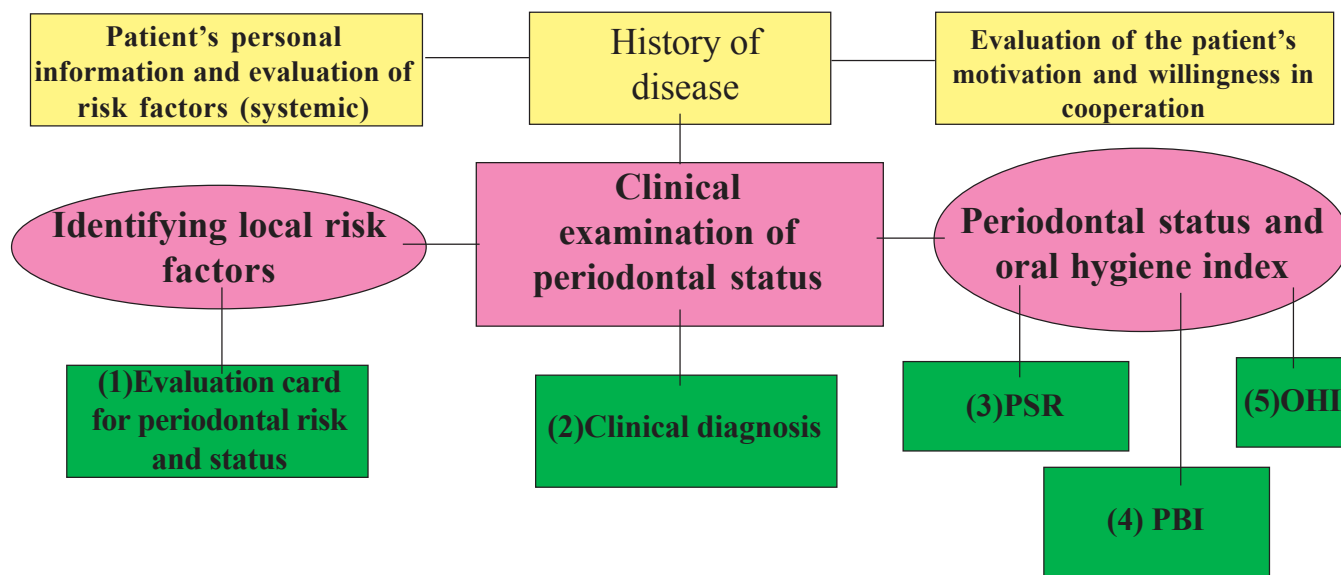 Patient's personal
information and evaluation of
risk factors (systemic)
History of
disease
Evaluation of the patient's
motivation and willingness in
cooperation
Identifying local risk
factors
Clinical
examination of
periodontal status
Periodontal status and
oral hygiene index
(1)Evaluation card
for periodontal risk
and status
(2)Clinical diagnosis
(3)PSR
(4) PBI
(5)OHI